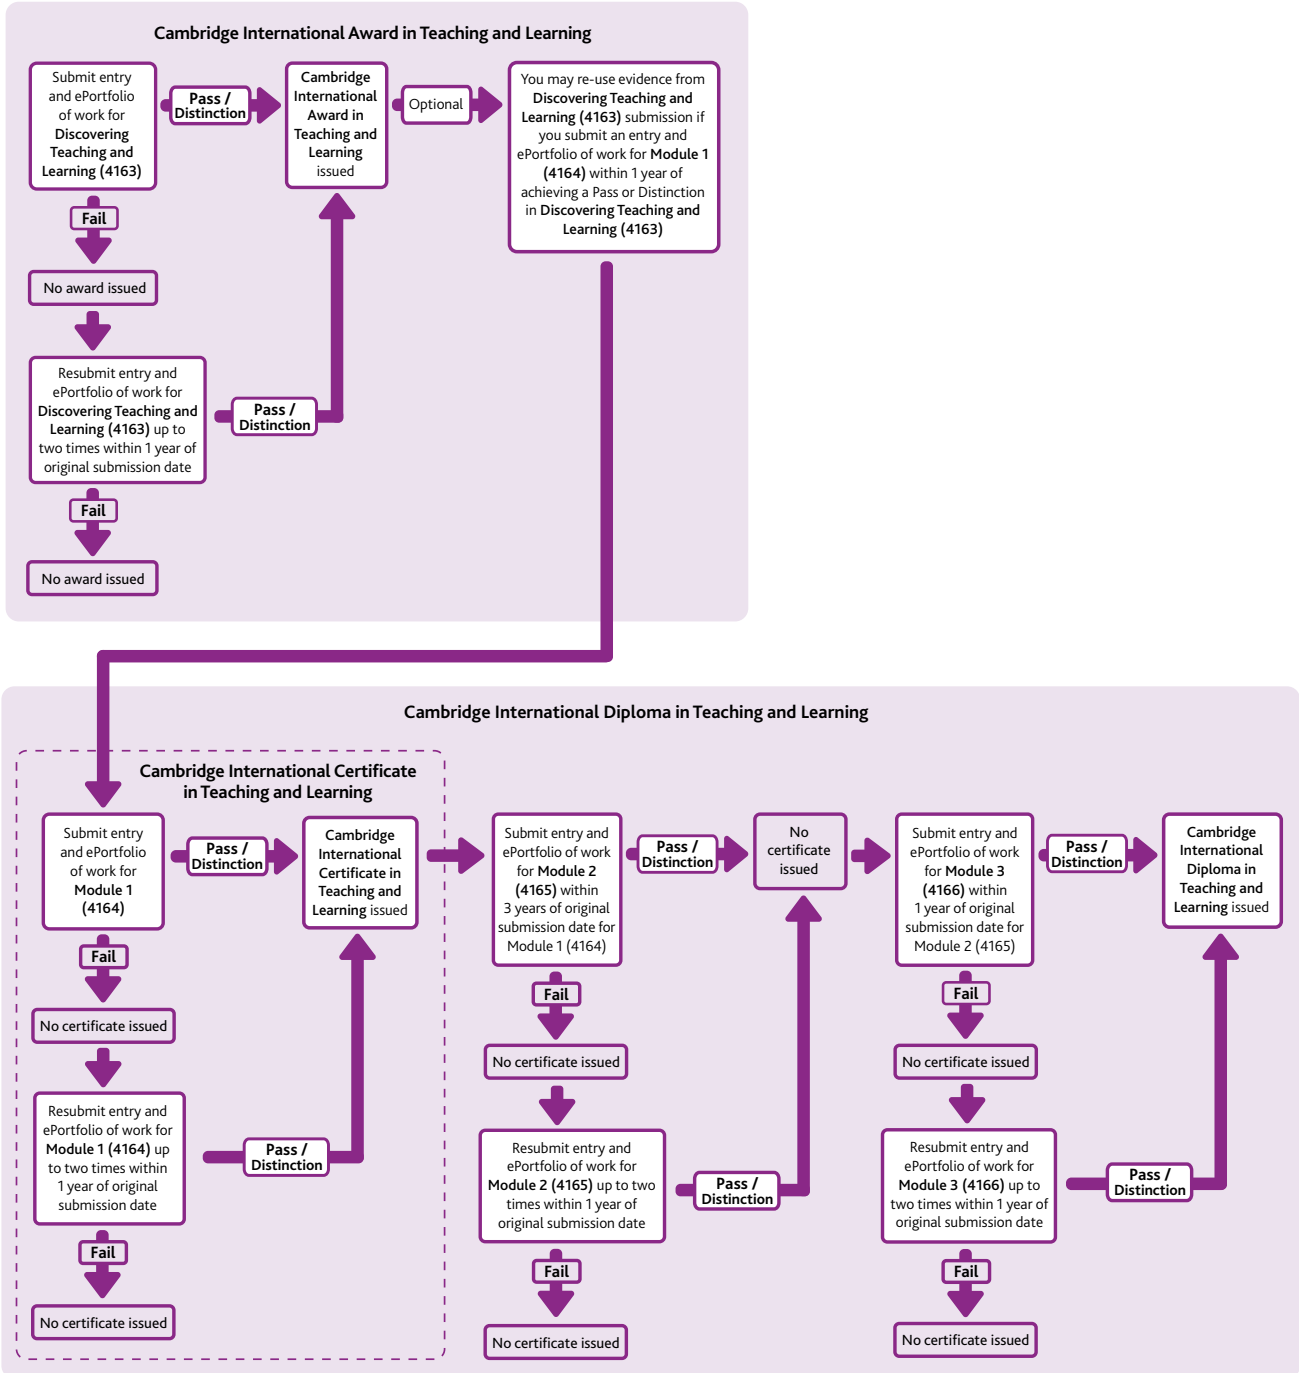 Cambridge International Award in Teaching and Learning
Submit entry
and ePortfolio
of work for
Discovering
Teaching and
Learning (4163)
Pass /
Distinction
Cambridge
International
Award in
Teaching and
Learning
issued
Optional
You may re-use evidence from
Discovering Teaching and
Learning (4163) submission if
you submit an entry and
ePortfolio of work for Module 1
(4164) within 1 year of
achieving a Pass or Distinction
in Discovering Teaching and
Learning (4163)
Fail
No award issued
Resubmit entry and
ePortfolio of work for
Discovering Teaching and
Learning (4163) up to
two times within 1 year of
original submission date
Pass /
Distinction
Fail
No award issued
Cambridge International Diploma in Teaching and Learning
Cambridge International Certificate
in Teaching and Learning
Submit entry
and ePortfolio
of work for
Module 1
(4164)
Pass /
Distinction
Cambridge
International
Certificate in
Teaching and
Learning issued
Fail
No certificate issued
Resubmit entry and
ePortfolio of work for
Module 1 (4164) up
to two times within
1 year of original
submission date
Pass /
Distinction
Fail
No certificate issued
Submit entry and
ePortfolio of work
for Module 2
(4165) within
3 years of original
submission date for
Module 1 (4164)
Pass /
Distinction
No
certificate
issued
Fail
No certificate issued
Resubmit entry and
ePortfolio of work for
Module 2 (4165) up to two
times within 1 year of
original submission date
Pass /
Distinction
Fail
No certificate issued
Submit entry and
ePortfolio of work
for Module 3
(4166) within
1 year of original
submission date for
Module 2 (4165)
Pass /
Distinction
Cambridge
International
Diploma in
Teaching and
Learning issued
Fail
No certificate issued
Resubmit entry and
ePortfolio of work for
Module 3 (4166) up to
two times within 1 year of
original submission date
Pass /
Distinction
Fail
No certificate issued